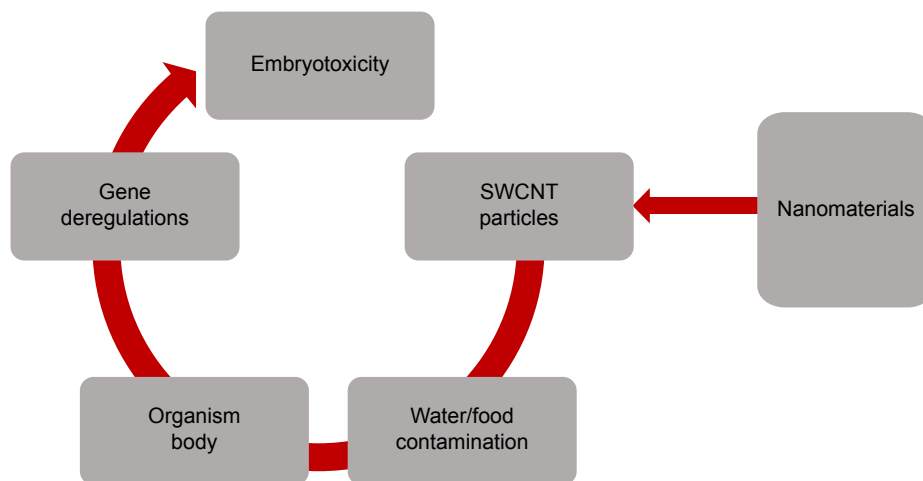 Embryotoxicity
Gene
deregulations
SWCNT
particles
Nanomaterials
Organism
body
Water/food
contamination